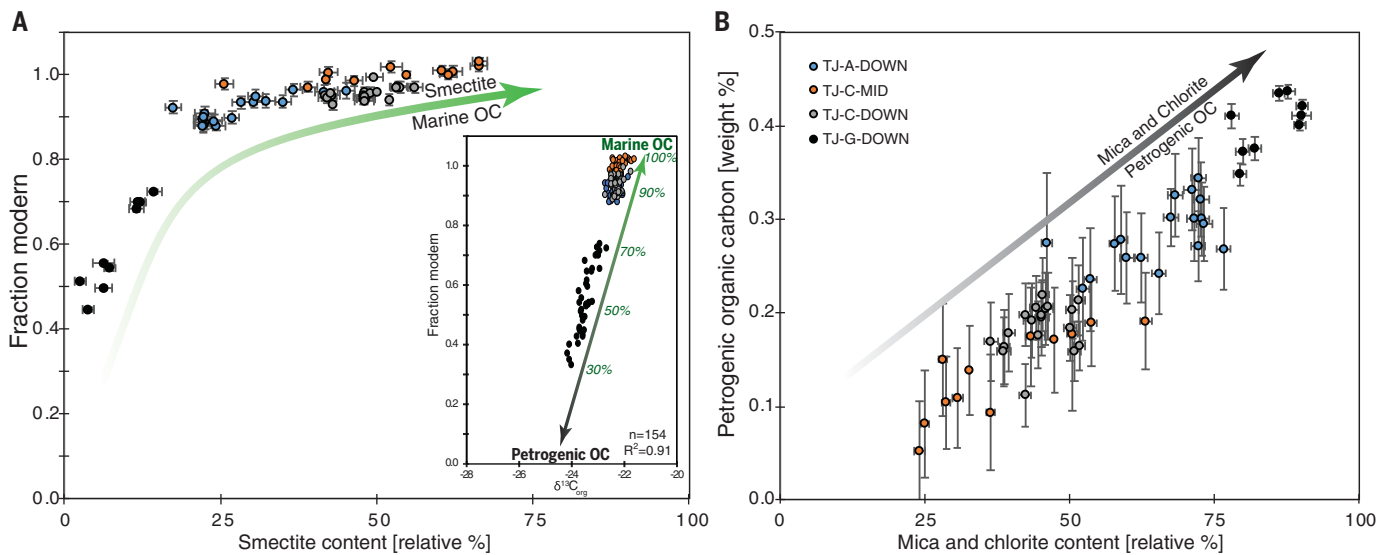 A
Fraction modern
1.0
0.8
0.6
0.4
0.2
0.0
0
25
50
75
100
Smectite content [relative %]
Smectite
Marine OC
Marine OC
100%
90%
70%
50%
30%
Petrogenic OC
n=154
R²=0.91
Fraction modern
1.0
0.8
0.6
0.4
0.2
0.0
-28
-26
-24
-22
-20
δ¹³Corg
B
Petrogenic organic carbon [weight %]
0.5
0.4
0.3
0.2
0.1
0.0
0
25
50
75
100
Mica and chlorite content [relative %]
TJ-A-DOWN
TJ-C-MID
TJ-C-DOWN
TJ-G-DOWN
Mica and Chlorite
Petrogenic OC